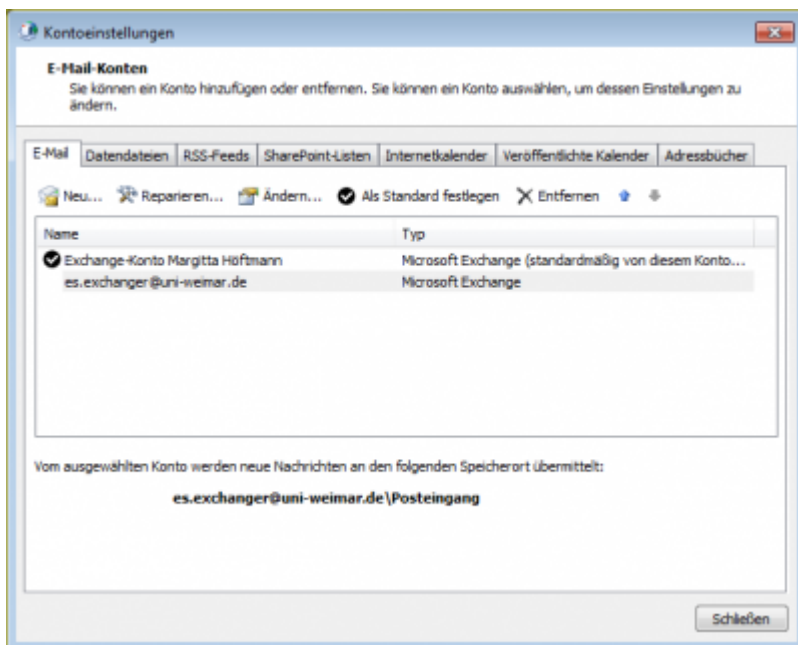 Kontoeinstellungen
E-Mail-Konten
Sie können ein Konto hinzufügen oder entfernen. Sie können ein Konto auswählen, um dessen Einstellungen zu
ändern.
E-Mail Datendateien RSS-Feeds SharePoint-Listen Internetkalender Veröffentlichte Kalender Adressbücher
Neu... Reparieren... Ändern... Als Standard festlegen Entfernen
Name Typ
Exchange-Konto Margitta Höftmann Microsoft Exchange (standardmäßig von diesem Konto...
es.exchanger@uni-weimar.de Microsoft Exchange
Vom ausgewählten Konto werden neue Nachrichten an den folgenden Speicherort übermittelt:
es.exchanger@uni-weimar.de\Posteingang
Schließen